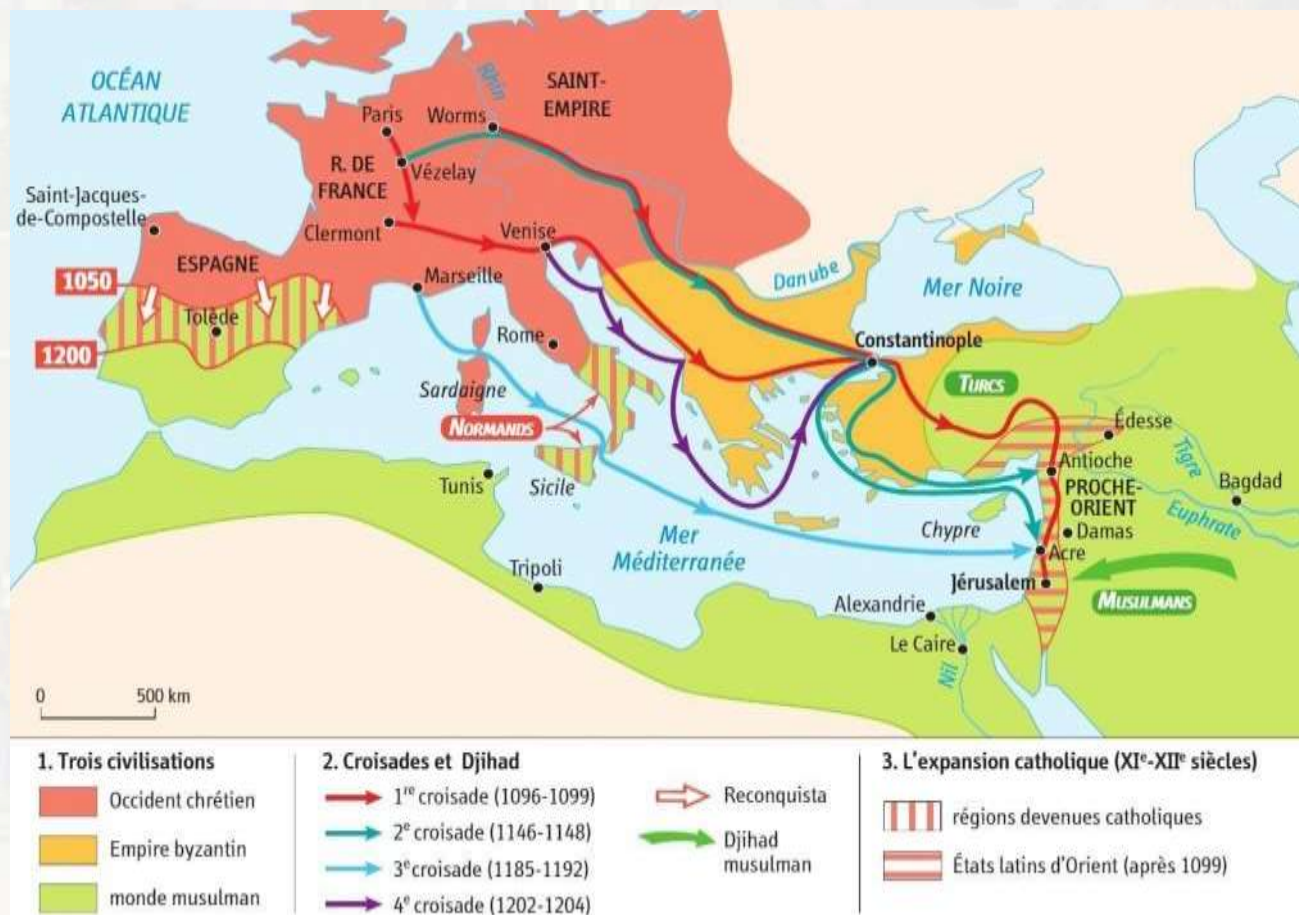 OCÉAN
ATLANTIQUE
Rhin
SAINT-
EMPIRE
Paris
Worms
R. DE
FRANCE
Vézelay
Saint-Jacques-
de-Compostelle
Clermont
Venise
ESPAGNE
1050
Marseille
Danube
Mer Noire
Tolède
Rome
Constantinople
1200
Sardaigne
TURCS
NORMANDS
Édesse
Tigre
Antioche
Tunis
Sicile
PROCHE-
ORIENT
Bagdad
Euphrate
Chypre
Damas
Mer
Méditerranée
Acre
Tripoli
Jérusalem
MUSULMANS
Alexandrie
Le Caire
Nil
0 500 km
1. Trois civilisations
Occident chrétien
Empire byzantin
monde musulman
2. Croisades et Djihad
1re croisade (1096-1099)
2e croisade (1146-1148)
3e croisade (1185-1192)
4e croisade (1202-1204)
Reconquista
Djihad
musulman
3. L'expansion catholique (XIe-XIIe siècles)
régions devenues catholiques
États latins d'Orient (après 1099)